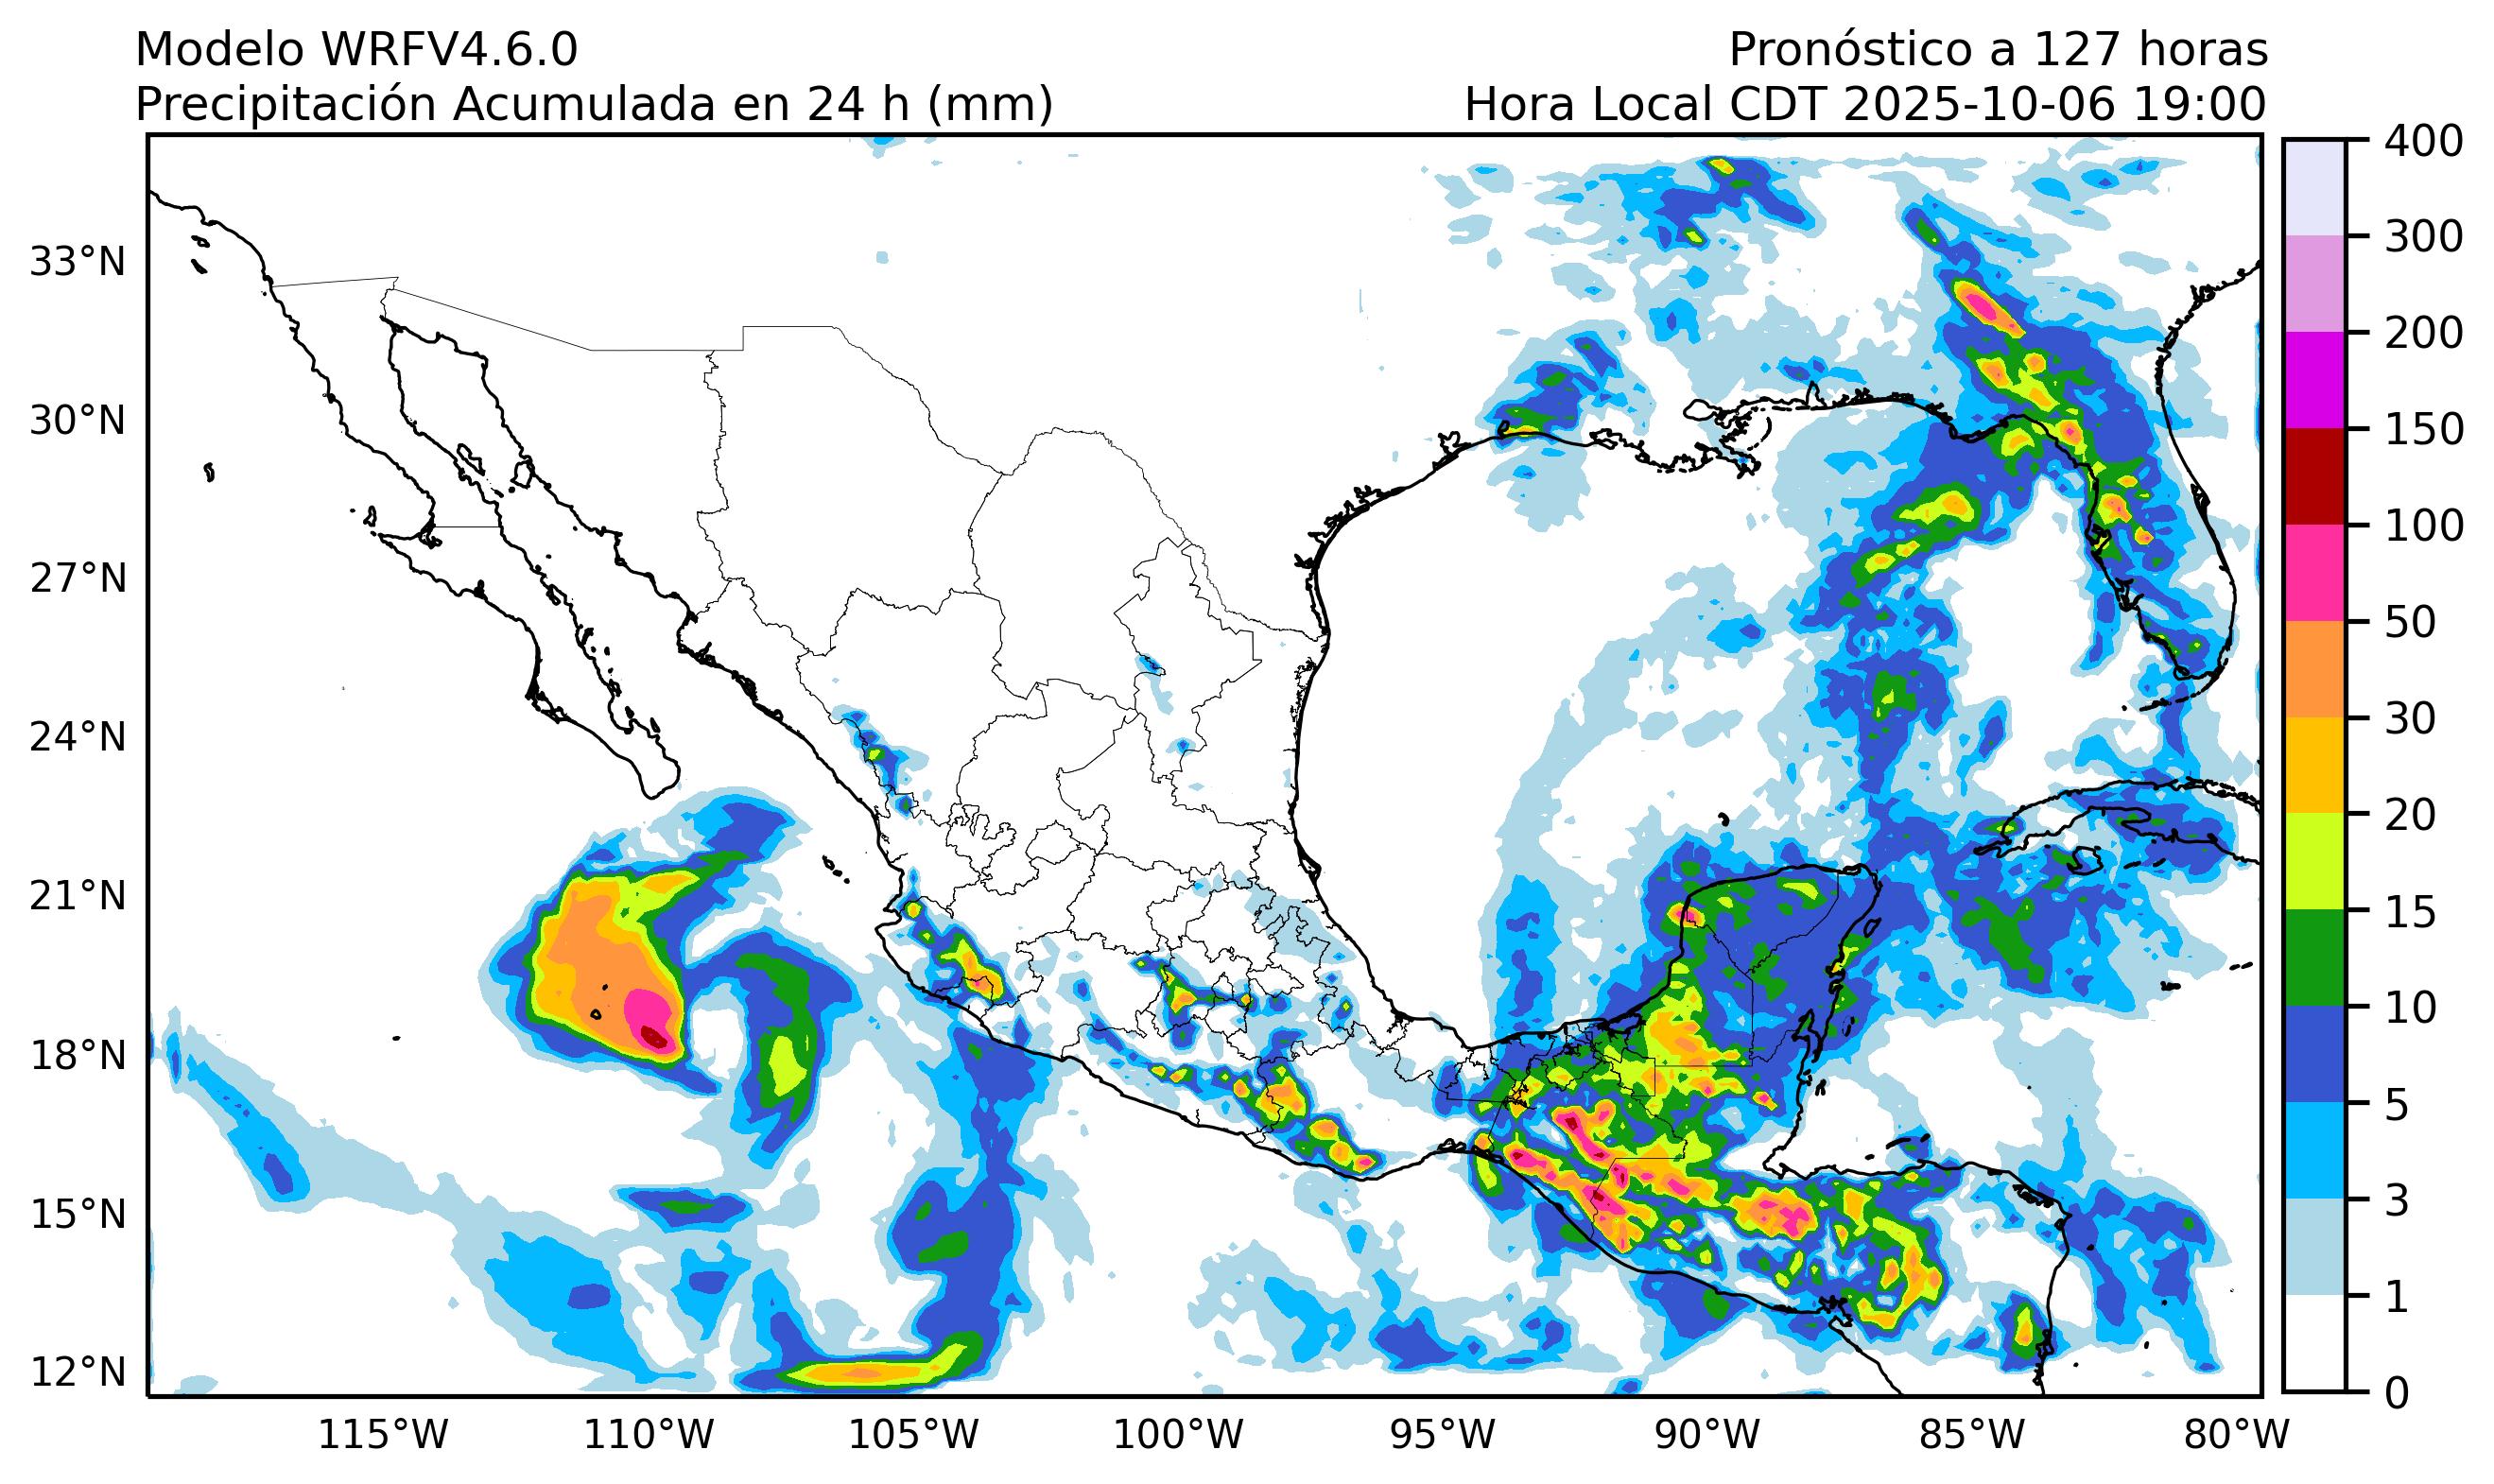 Modelo WRFV4.6.0
Pronóstico a 127 horas
Precipitación Acumulada en 24 h (mm)
Hora Local CDT 2025-10-06 19:00
33°N
30°N
27°N
24°N
21°N
18°N
15°N
12°N
115°W
110°W
105°W
100°W
95°W
90°W
85°W
80°W
400
300
200
150
100
50
30
20
15
10
5
3
1
0